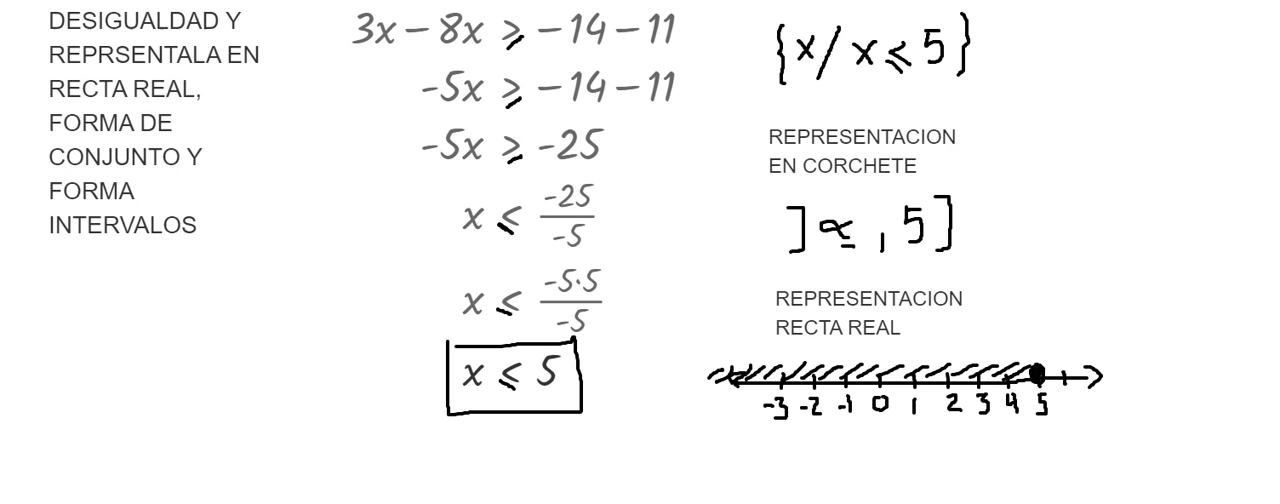 DESIGUALDAD Y
REPRSENTALA EN
RECTA REAL,
FORMA DE
CONJUNTO Y
FORMA
INTERVALOS
3x − 8x ⩾ −14 − 11
-5x ⩾ −14 − 11
-5x ⩾ -25
x ⩽ -25/-5
x ⩽ -5·5/-5
x ⩽ 5
{x/ x ⩽ 5}
REPRESENTACION
EN CORCHETE
]∝, 5]
REPRESENTACION
RECTA REAL
-3 -2 -1 0 1 2 3 4 5